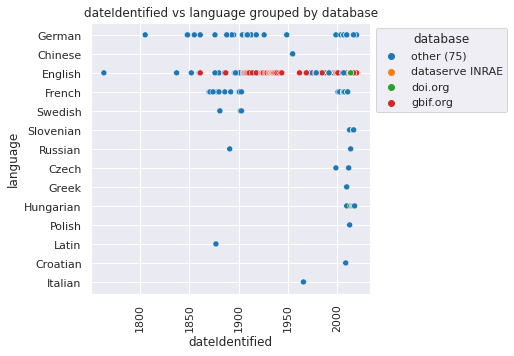 dateIdentified vs language grouped by database
language
German
Chinese
English
French
Swedish
Slovenian
Russian
Czech
Greek
Hungarian
Polish
Latin
Croatian
Italian
1800
1850
1900
1950
2000
dateIdentified
database
other (75)
dataserve INRAE
doi.org
gbif.org